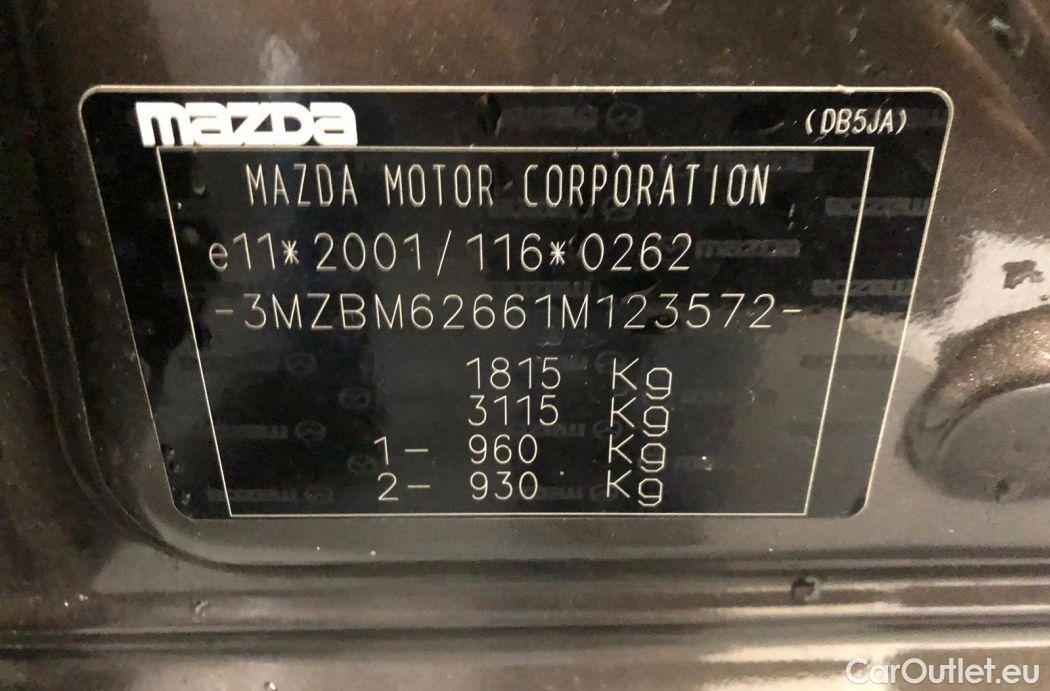 mazda
(DB5JA)
MAZDA MOTOR CORPORATION
e11*2001/116*0262
-3MZBM62661M123572-
1815 Kg
3115 Kg
1- 960 Kg
2- 930 Kg
CarOutlet.eu